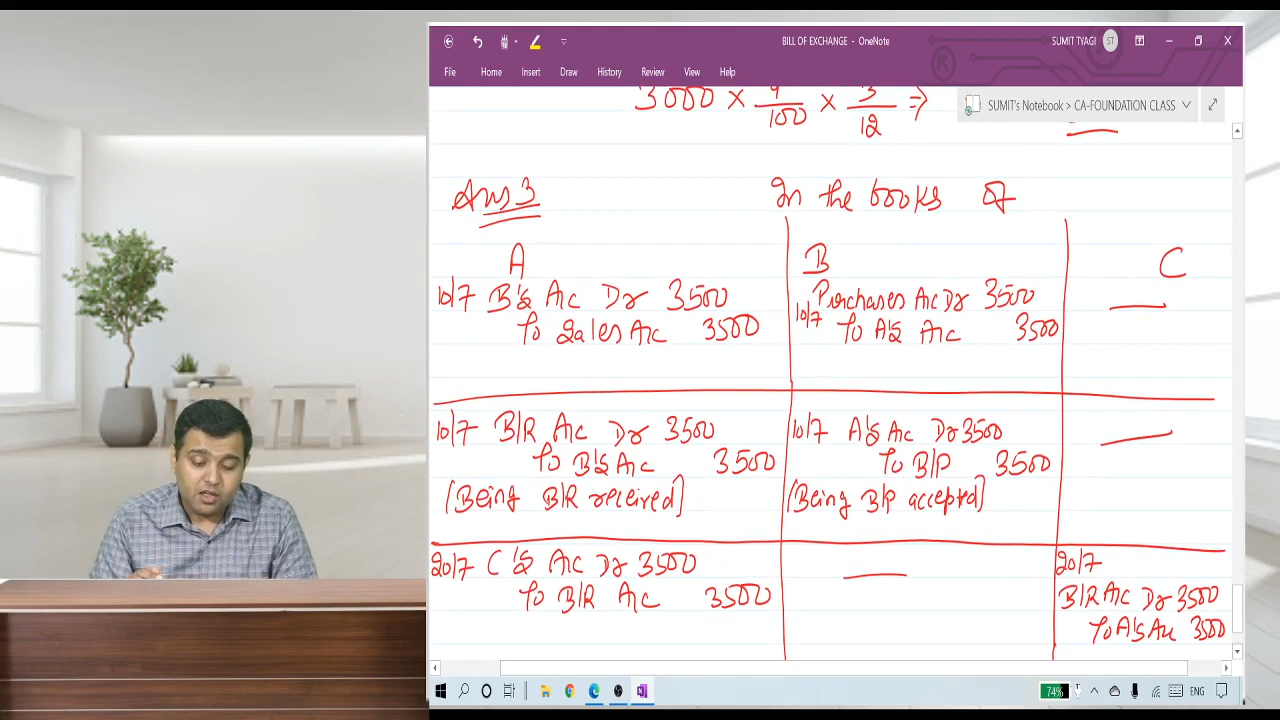 BILL OF EXCHANGE - OneNote
SUMIT TYAGI ST
File Home Insert Draw History Review View Help
SUMIT's Notebook > CA-FOUNDATION CLASS
3000 × /100 × 3/12 ⇒
Ans 3
In the books of
A
B
C
10/7 B's A/c Dr 3500
To Sales A/c 3500
Purchases A/c Dr 3500
10/7 To A's A/c 3500
10/7 B/R A/c Dr 3500
To B's A/c 3500
(Being B/R received)
10/7 A's A/c Dr 3500
To B/P 3500
(Being B/P accepted)
20/7 C's A/c Dr 3500
To B/R A/c 3500
20/7
B/R A/c Dr 3500
To A's A/c 3500
74%
ENG